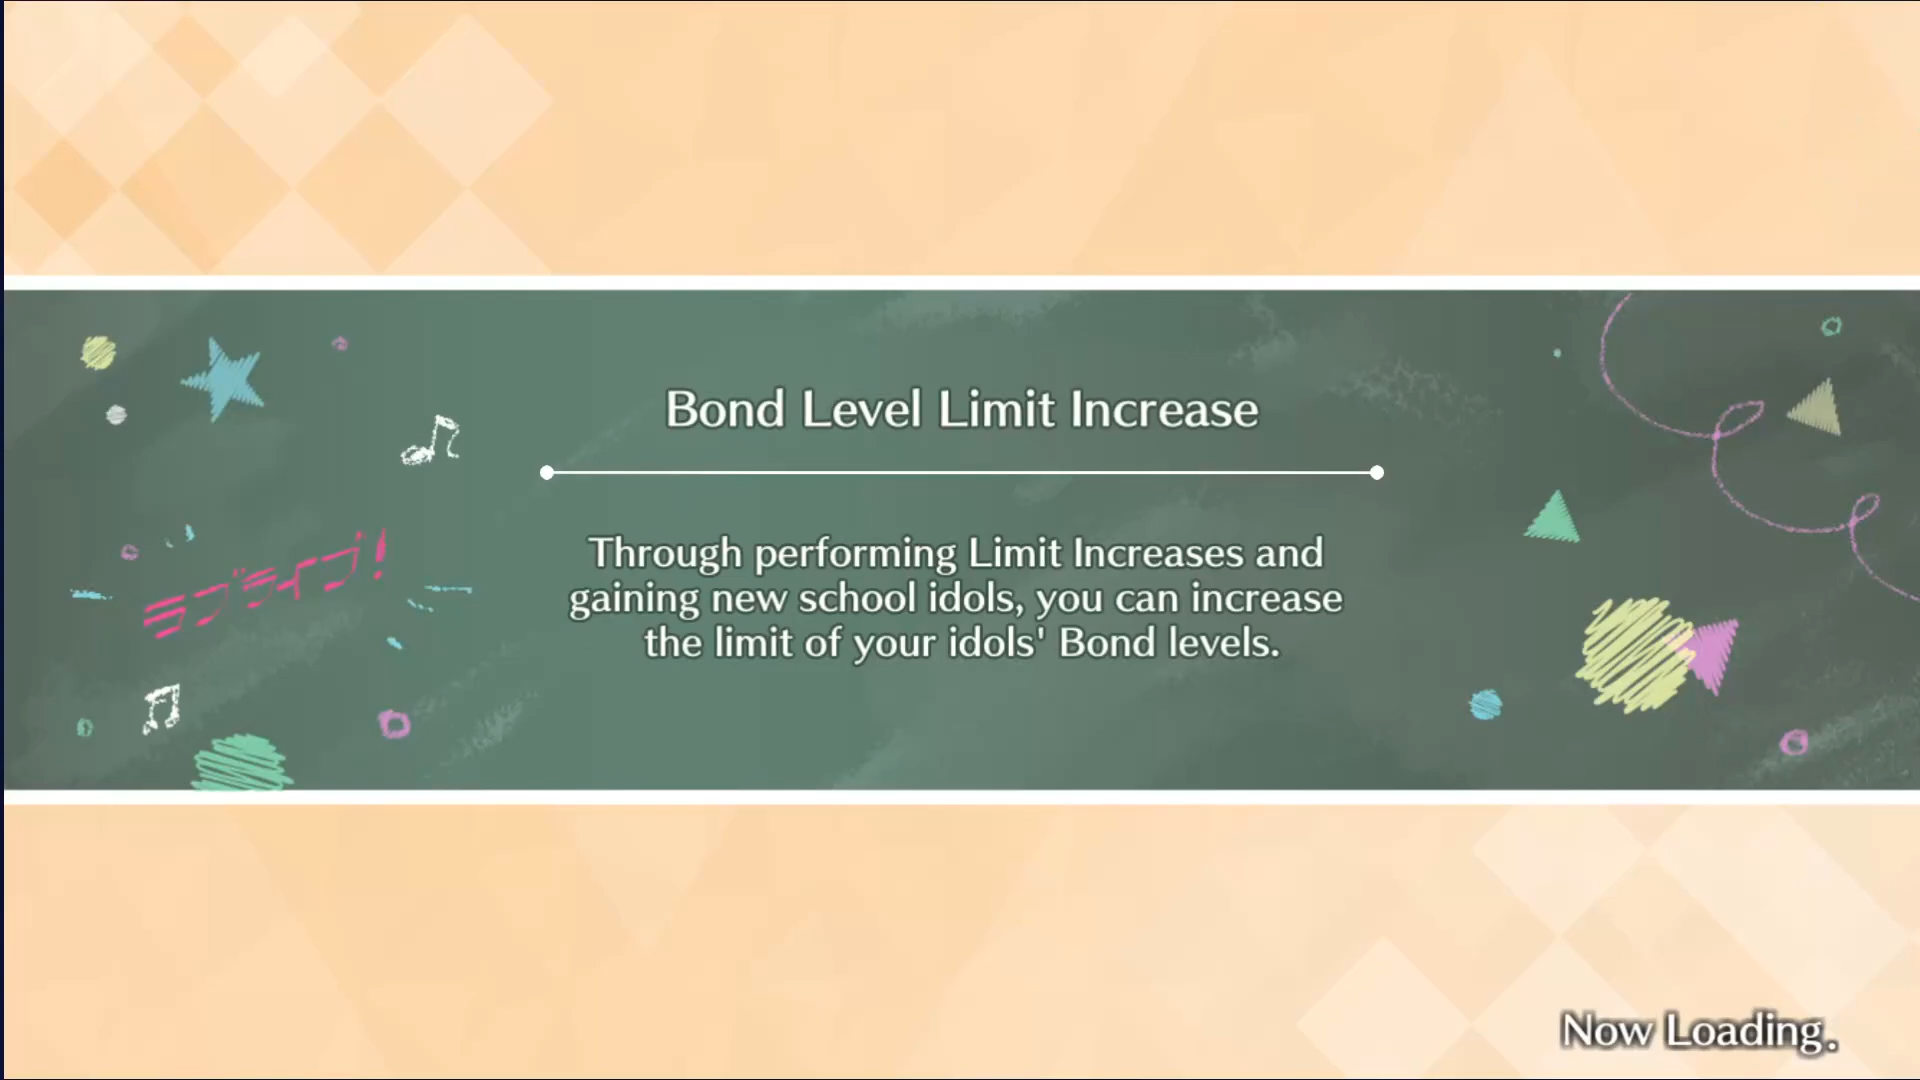 Bond Level Limit Increase
ラブライブ!
Through performing Limit Increases and
gaining new school idols, you can increase
the limit of your idols' Bond levels.
Now Loading.